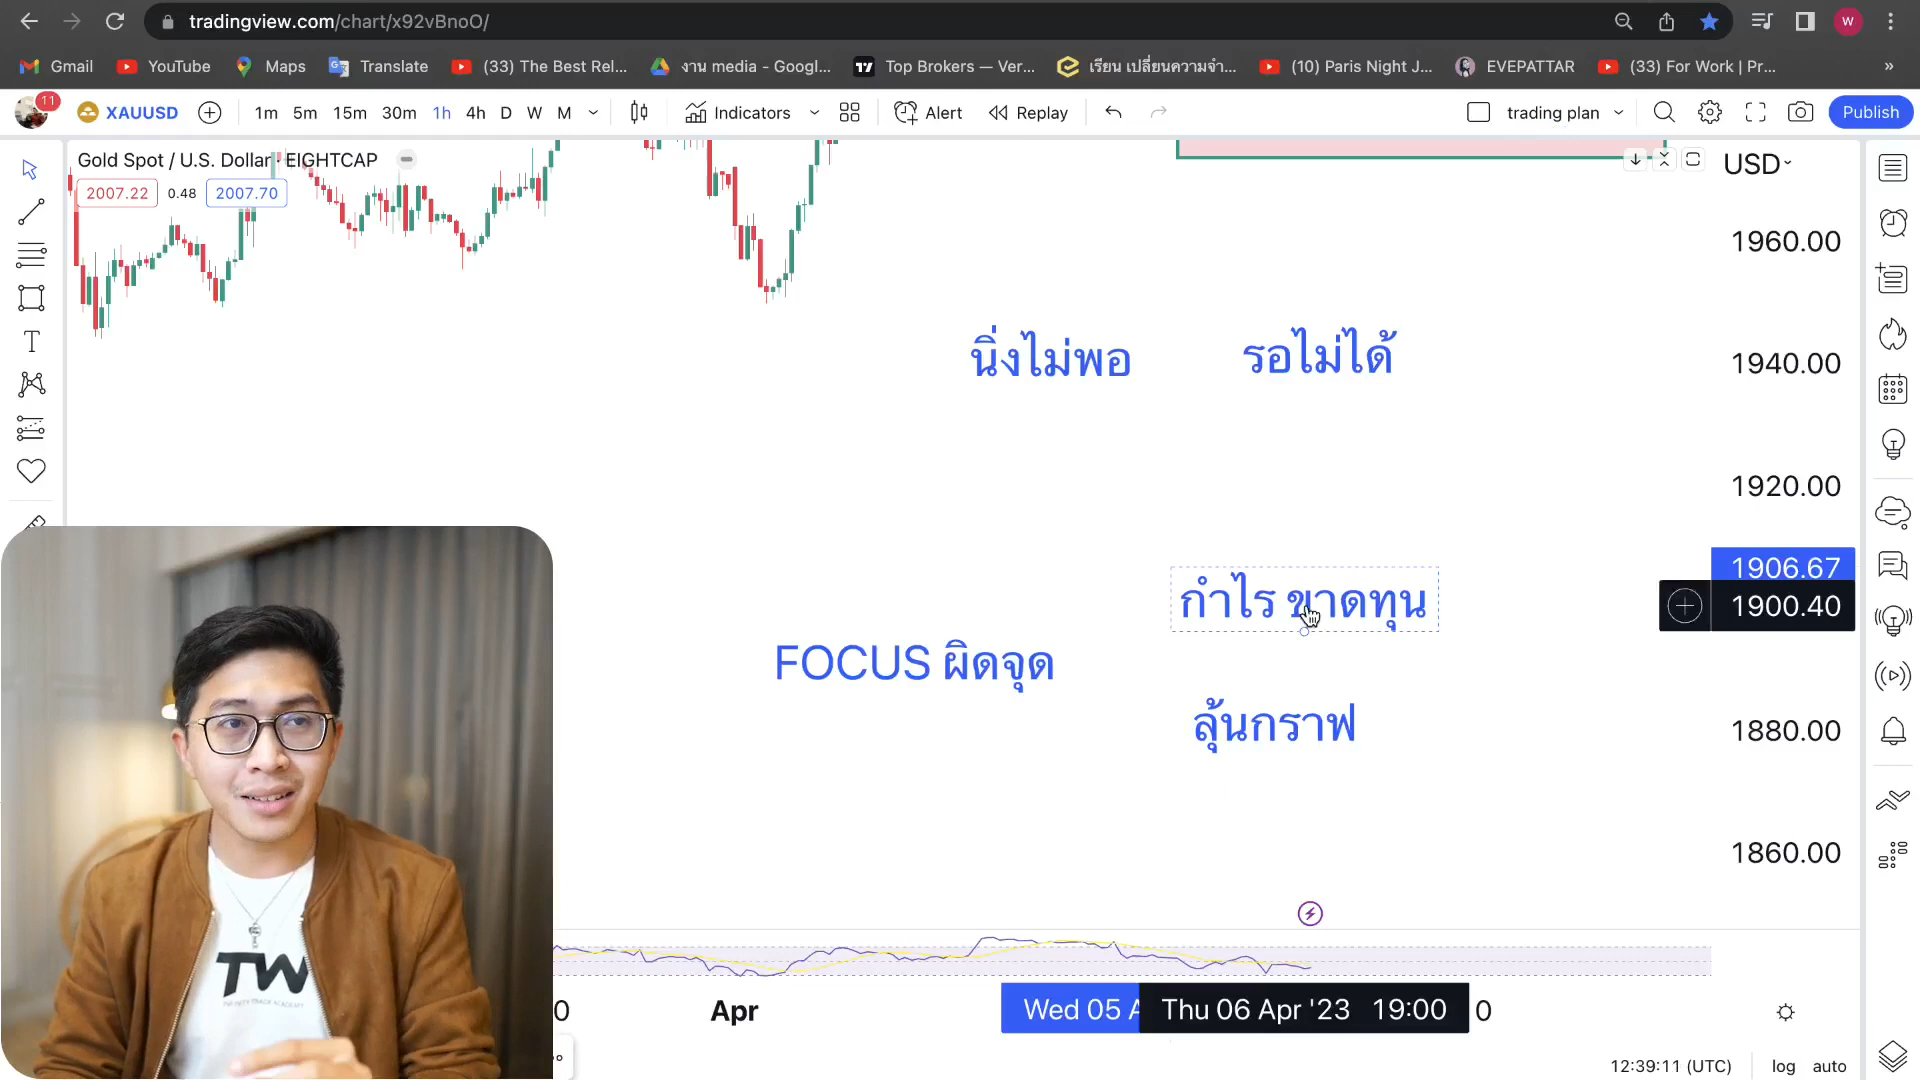 tradingview.com/chart/x92vBnoO/
W
Gmail YouTube Maps Translate (33) The Best Rel... งาน media - Googl... Top Brokers — Ver... เรียน เปลี่ยนความจำ... (10) Paris Night J... EVEPATTAR (33) For Work | Pr... »
11 XAUUSD 1m 5m 15m 30m 1h 4h D W M Indicators Alert Replay trading plan Publish
Gold Spot / U.S. Dollar · EIGHTCAP
USD
2007.22 0.48 2007.70
1960.00
นิ่งไม่พอ รอไม่ได้
1940.00
1920.00
1906.67
กำไร ขาดทุน
1900.40
FOCUS ผิดจุด
ลุ้นกราฟ
1880.00
1860.00
TW
0 Apr Wed 05 A Thu 06 Apr '23 19:00 0
12:39:11 (UTC) log auto